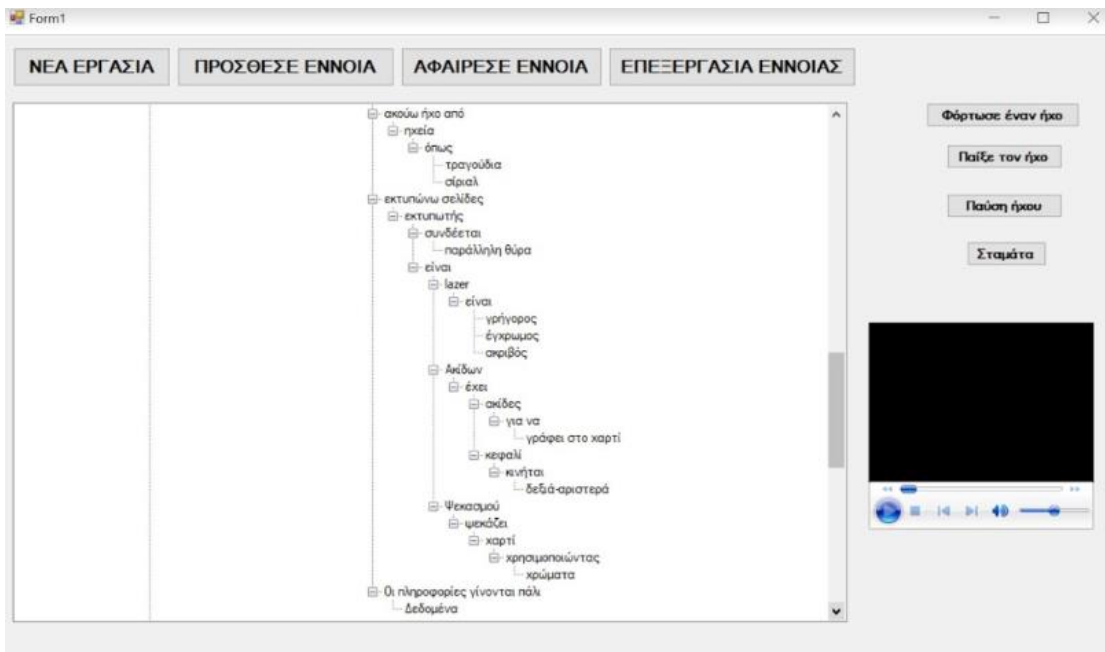 Form1
ΝΕΑ ΕΡΓΑΣΙΑ ΠΡΟΣΘΕΣΕ ΕΝΝΟΙΑ ΑΦΑΙΡΕΣΕ ΕΝΝΟΙΑ ΕΠΕΞΕΡΓΑΣΙΑ ΕΝΝΟΙΑΣ
ακούω ήχο από
ηχεία
όπως
τραγούδια
σίριαλ
εκτυπώνω σελίδες
εκτυπωτής
συνδέεται
παράλληλη θύρα
είναι
lazer
είναι
γρήγορος
έγχρωμος
ακριβός
Ακίδων
έχει
ακίδες
για να
γράφει στο χαρτί
κεφαλί
κινήται
δεξιά-αριστερά
Ψεκασμού
ψεκάζει
χαρτί
χρησιμοποιώντας
χρώματα
Οι πληροφορίες γίνονται πάλι
Δεδομένα
Φόρτωσε έναν ήχο
Παίξε τον ήχο
Παύση ήχου
Σταμάτα